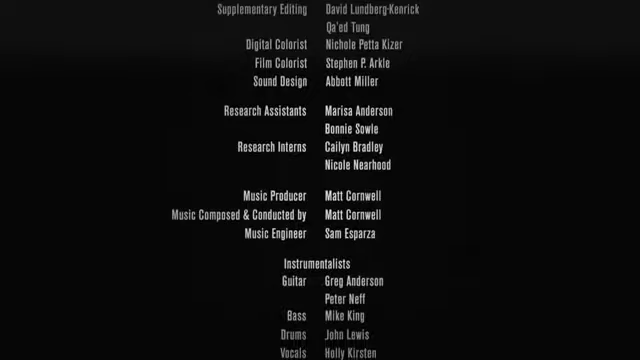 Supplementary Editing David Lundberg-Kenrick
Qa'ed Tung
Digital Colorist Nichole Petta Kizer
Film Colorist Stephen P. Arkle
Sound Design Abbott Miller
Research Assistants Marisa Anderson
Bonnie Sowle
Research Interns Cailyn Bradley
Nicole Nearhood
Music Producer Matt Cornwell
Music Composed & Conducted by Matt Cornwell
Music Engineer Sam Esparza
Instrumentalists
Guitar Greg Anderson
Peter Neff
Bass Mike King
Drums John Lewis
Vocals Holly Kirsten